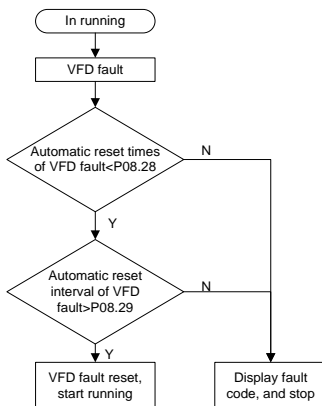 In running
VFD fault
Automatic reset times
of VFD fault<P08.28
N
Y
Automatic reset
interval of VFD
fault>P08.29
N
Y
VFD fault reset,
start running
Display fault
code, and stop